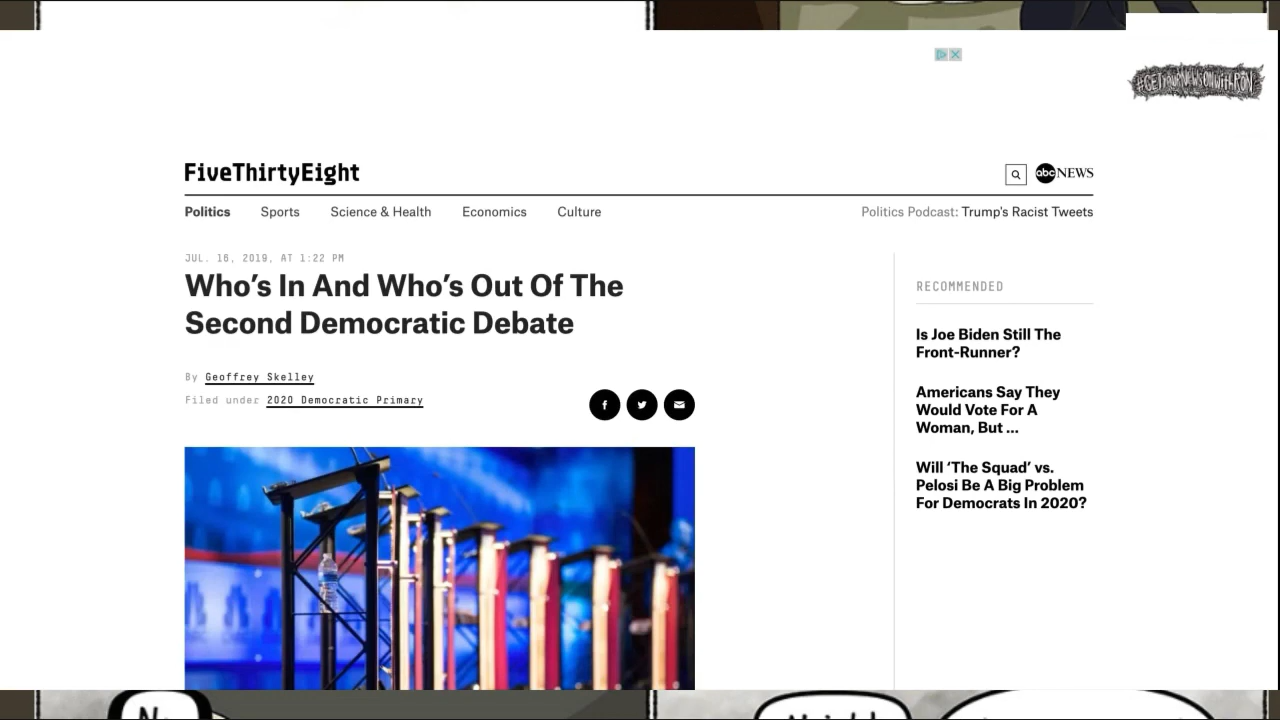 #GETYOURNEWSONWITHRON
FiveThirtyEight
abc NEWS
Politics
Sports
Science & Health
Economics
Culture
Politics Podcast: Trump's Racist Tweets
JUL. 16, 2019, AT 1:22 PM
Who's In And Who's Out Of The
Second Democratic Debate
By Geoffrey Skelley
Filed under 2020 Democratic Primary
RECOMMENDED
Is Joe Biden Still The
Front-Runner?
Americans Say They
Would Vote For A
Woman, But ...
Will ‘The Squad’ vs.
Pelosi Be A Big Problem
For Democrats In 2020?